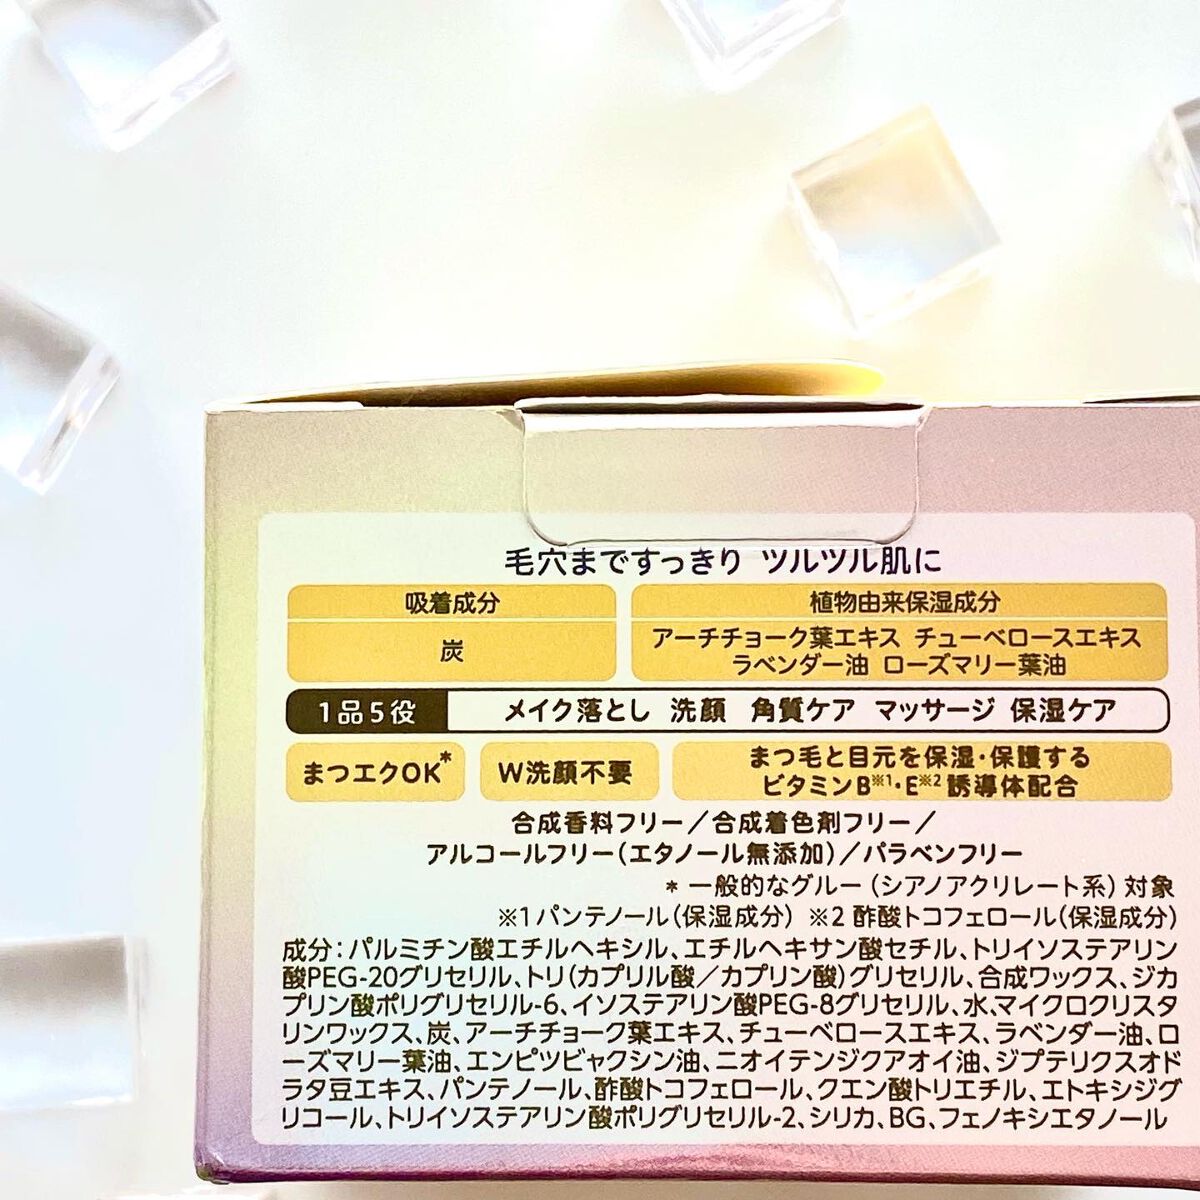 毛穴まですっきり ツルツル肌に
吸着成分
炭
植物由来保湿成分
アーチチョーク葉エキス チューベロースエキス
ラベンダー油 ローズマリー葉油
1品5役 メイク落とし 洗顔 角質ケア マッサージ 保湿ケア
まつエクOK*
W洗顔不要
まつ毛と目元を保湿・保護する
ビタミンB※1・E※2誘導体配合
合成香料フリー/合成着色剤フリー/
アルコールフリー(エタノール無添加)/パラベンフリー
* 一般的なグルー(シアノアクリレート系)対象
※1パンテノール(保湿成分) ※2酢酸トコフェロール(保湿成分)
成分:パルミチン酸エチルヘキシル、エチルヘキサン酸セチル、トリイソステアリン
酸PEG-20グリセリル、トリ(カプリル酸/カプリン酸)グリセリル、合成ワックス、ジカ
プリン酸ポリグリセリル-6、イソステアリン酸PEG-8グリセリル、水、マイクロクリスタ
リンワックス、炭、アーチチョーク葉エキス、チューベロースエキス、ラベンダー油、ロ
ーズマリー葉油、エンピツビャクシン油、ニオイテンジクアオイ油、ジプテリクスオド
ラタ豆エキス、パンテノール、酢酸トコフェロール、クエン酸トリエチル、エトキシジグ
リコール、トリイソステアリン酸ポリグリセリル-2、シリカ、BG、フェノキシエタノール